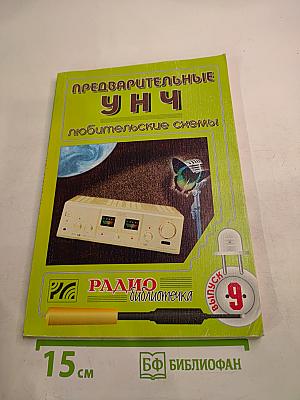 ПРЕДВАРИТЕЛЬНЫЕ
УНЧ
любительские схемы
РАДИО
библиотечка
ВЫПУСК
9
15 см
БФ БИБЛИОФАН